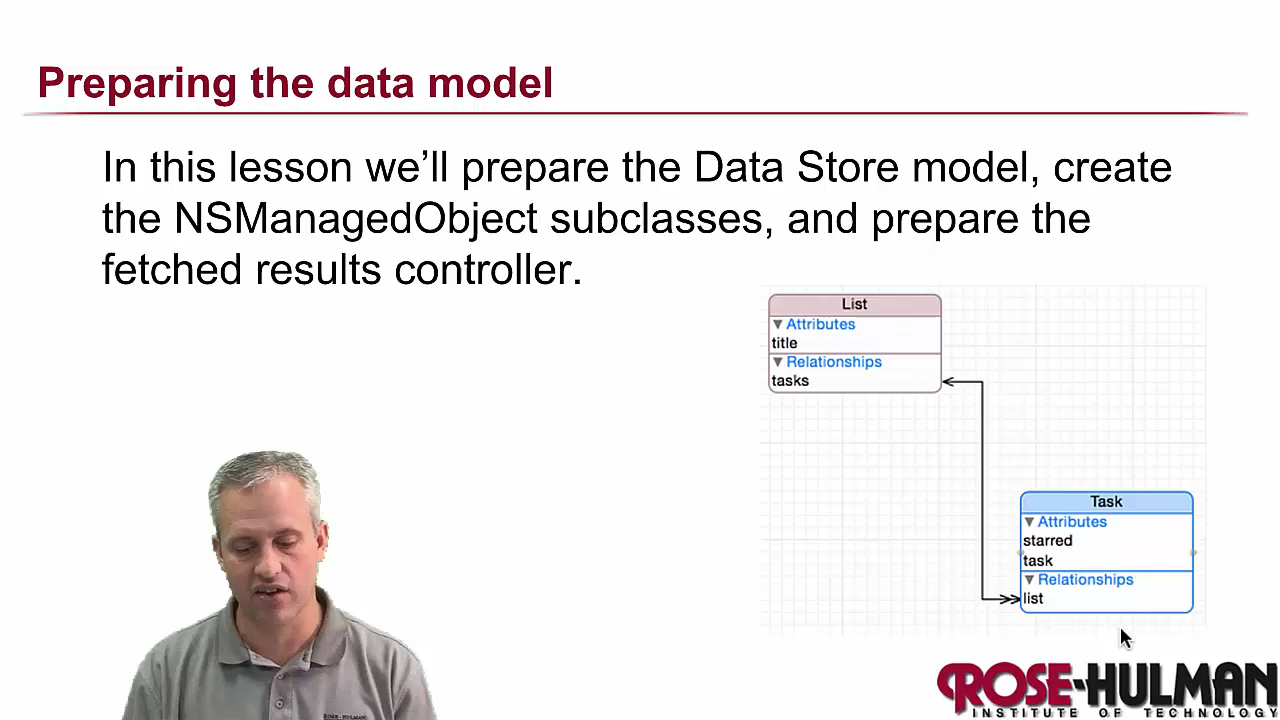 Preparing the data model
In this lesson we’ll prepare the Data Store model, create
the NSManagedObject subclasses, and prepare the
fetched results controller.
List
Attributes
title
Relationships
tasks
Task
Attributes
starred
task
Relationships
list
ROSE-HULMAN
INSTITUTE OF TECHNOLOGY
ROSE-HULMAN